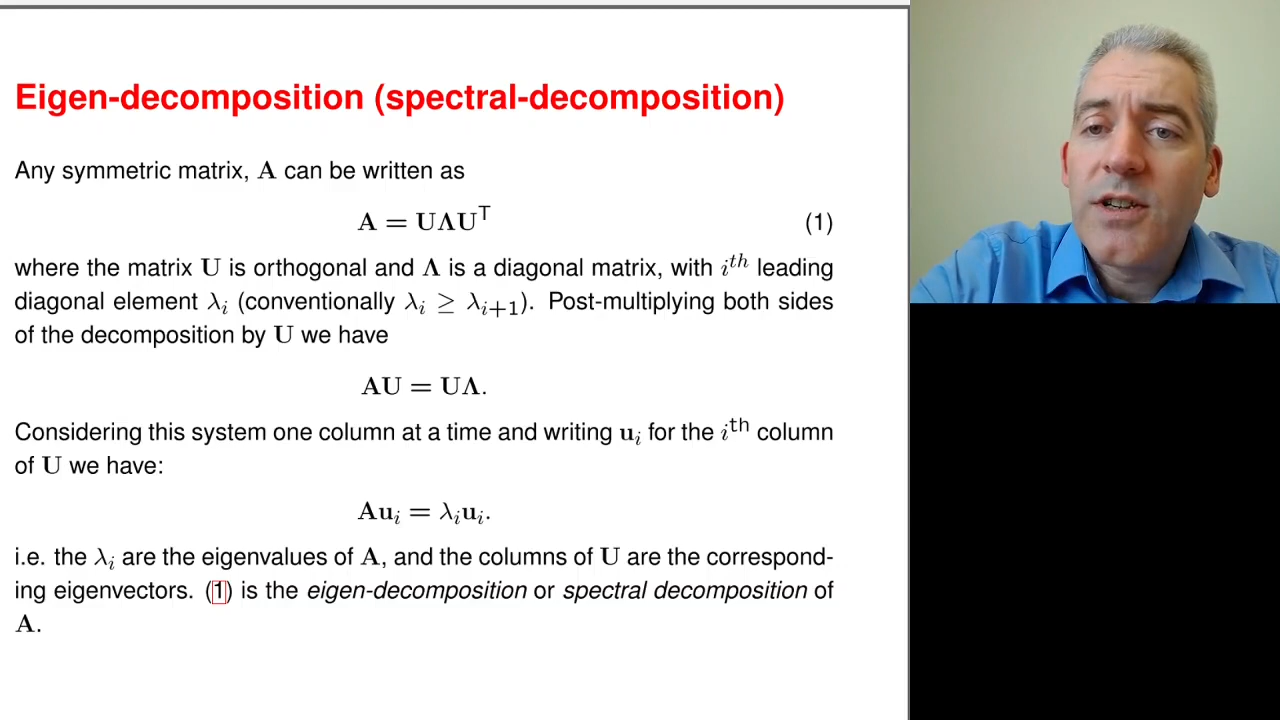 Eigen-decomposition (spectral-decomposition)
Any symmetric matrix, A can be written as
A = UΛUᵀ (1)
where the matrix U is orthogonal and Λ is a diagonal matrix, with iᵗʰ leading
diagonal element λᵢ (conventionally λᵢ ≥ λᵢ₊₁). Post-multiplying both sides
of the decomposition by U we have
AU = UΛ.
Considering this system one column at a time and writing uᵢ for the iᵗʰ column
of U we have:
Auᵢ = λᵢuᵢ.
i.e. the λᵢ are the eigenvalues of A, and the columns of U are the correspond-
ing eigenvectors. (1) is the eigen-decomposition or spectral decomposition of
A.